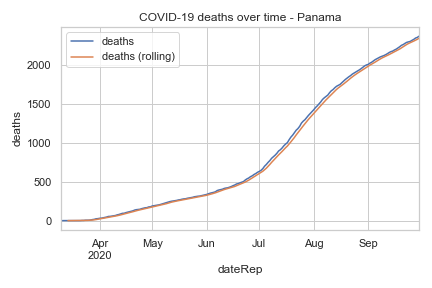 COVID-19 deaths over time - Panama
deaths
deaths (rolling)
2000
1500
1000
500
0
deaths
Apr
2020
May
Jun
Jul
Aug
Sep
dateRep